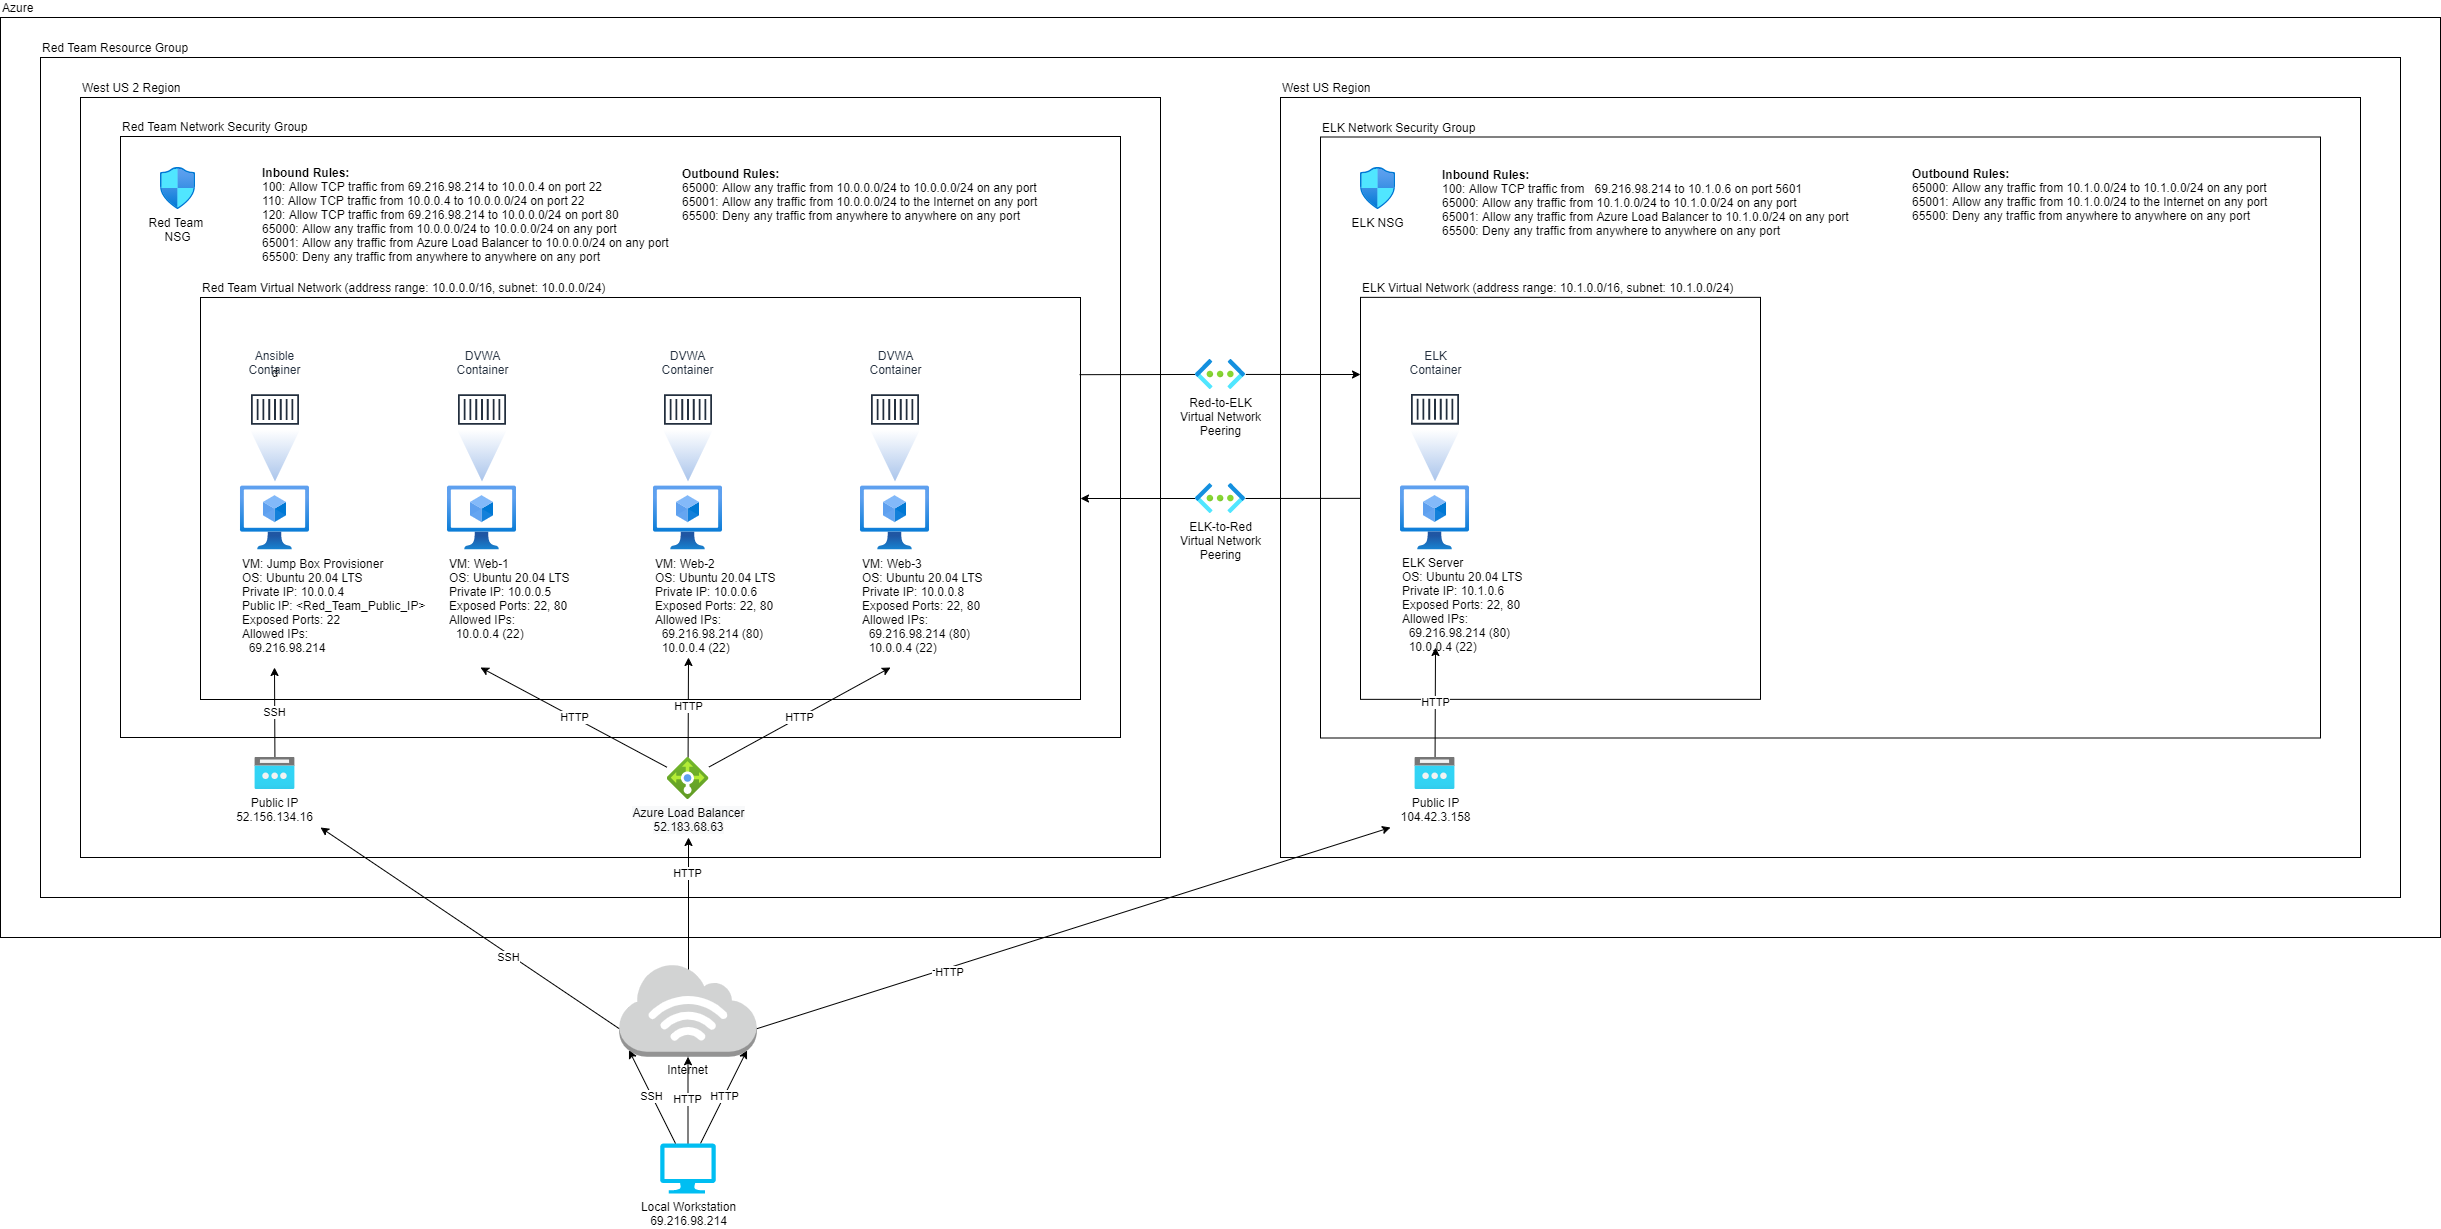 Azure
Red Team Resource Group
West US 2 Region
Red Team Network Security Group
Red Team
NSG
Inbound Rules:
100: Allow TCP traffic from 69.216.98.214 to 10.0.0.4 on port 22
110: Allow TCP traffic from 10.0.0.4 to 10.0.0.0/24 on port 22
120: Allow TCP traffic from 69.216.98.214 to 10.0.0.0/24 on port 80
65000: Allow any traffic from 10.0.0.0/24 to 10.0.0.0/24 on any port
65001: Allow any traffic from Azure Load Balancer to 10.0.0.0/24 on any port
65500: Deny any traffic from anywhere to anywhere on any port
Outbound Rules:
65000: Allow any traffic from 10.0.0.0/24 to 10.0.0.0/24 on any port
65001: Allow any traffic from 10.0.0.0/24 to the Internet on any port
65500: Deny any traffic from anywhere to anywhere on any port
Red Team Virtual Network (address range: 10.0.0.0/16, subnet: 10.0.0.0/24)
Ansible
Container
d
VM: Jump Box Provisioner
OS: Ubuntu 20.04 LTS
Private IP: 10.0.0.4
Public IP: <Red_Team_Public_IP>
Exposed Ports: 22
Allowed IPs:
69.216.98.214
DVWA
Container
VM: Web-1
OS: Ubuntu 20.04 LTS
Private IP: 10.0.0.5
Exposed Ports: 22, 80
Allowed IPs:
10.0.0.4 (22)
DVWA
Container
VM: Web-2
OS: Ubuntu 20.04 LTS
Private IP: 10.0.0.6
Exposed Ports: 22, 80
Allowed IPs:
69.216.98.214 (80)
10.0.0.4 (22)
DVWA
Container
VM: Web-3
OS: Ubuntu 20.04 LTS
Private IP: 10.0.0.8
Exposed Ports: 22, 80
Allowed IPs:
69.216.98.214 (80)
10.0.0.4 (22)
SSH
HTTP
HTTP
HTTP
Public IP
52.156.134.16
Azure Load Balancer
52.183.68.63
Red-to-ELK
Virtual Network
Peering
ELK-to-Red
Virtual Network
Peering
West US Region
ELK Network Security Group
ELK NSG
Inbound Rules:
100: Allow TCP traffic from 69.216.98.214 to 10.1.0.6 on port 5601
65000: Allow any traffic from 10.1.0.0/24 to 10.1.0.0/24 on any port
65001: Allow any traffic from Azure Load Balancer to 10.1.0.0/24 on any port
65500: Deny any traffic from anywhere to anywhere on any port
Outbound Rules:
65000: Allow any traffic from 10.1.0.0/24 to 10.1.0.0/24 on any port
65001: Allow any traffic from 10.1.0.0/24 to the Internet on any port
65500: Deny any traffic from anywhere to anywhere on any port
ELK Virtual Network (address range: 10.1.0.0/16, subnet: 10.1.0.0/24)
ELK
Container
ELK Server
OS: Ubuntu 20.04 LTS
Private IP: 10.1.0.6
Exposed Ports: 22, 80
Allowed IPs:
69.216.98.214 (80)
10.0.0.4 (22)
HTTP
Public IP
104.42.3.158
HTTP
SSH
HTTP
Internet
SSH
HTTP
HTTP
Local Workstation
69.216.98.214